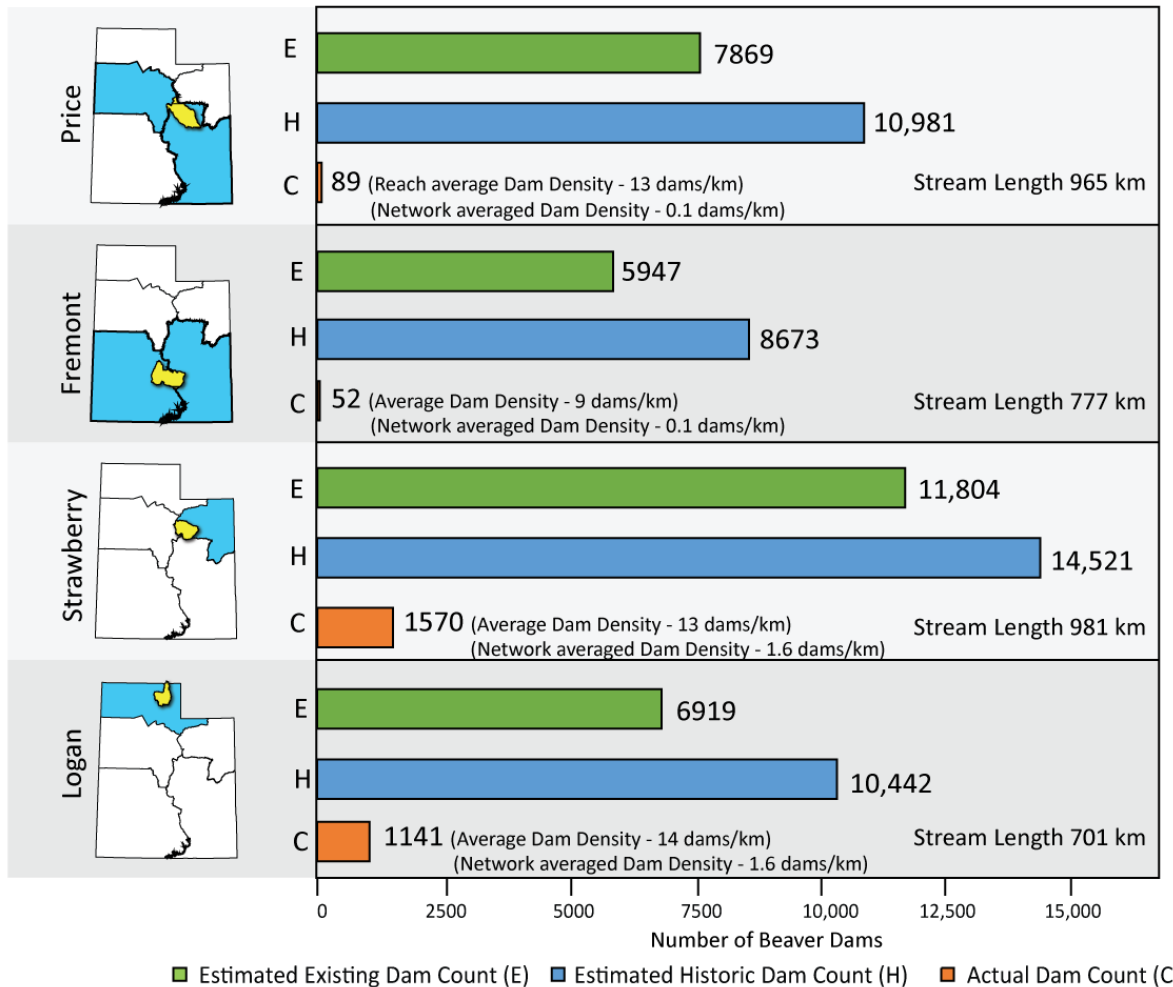 Price
E
7869
H
10,981
C
89 (Reach average Dam Density - 13 dams/km)
(Network averaged Dam Density - 0.1 dams/km)
Stream Length 965 km
Fremont
E
5947
H
8673
C
52 (Average Dam Density - 9 dams/km)
(Network averaged Dam Density - 0.1 dams/km)
Stream Length 777 km
Strawberry
E
11,804
H
14,521
C
1570 (Average Dam Density - 13 dams/km)
(Network averaged Dam Density - 1.6 dams/km)
Stream Length 981 km
Logan
E
6919
H
10,442
C
1141 (Average Dam Density - 14 dams/km)
(Network averaged Dam Density - 1.6 dams/km)
Stream Length 701 km
0 2500 5000 7500 10,000 12,500 15,000
Number of Beaver Dams
Estimated Existing Dam Count (E) Estimated Historic Dam Count (H) Actual Dam Count (C